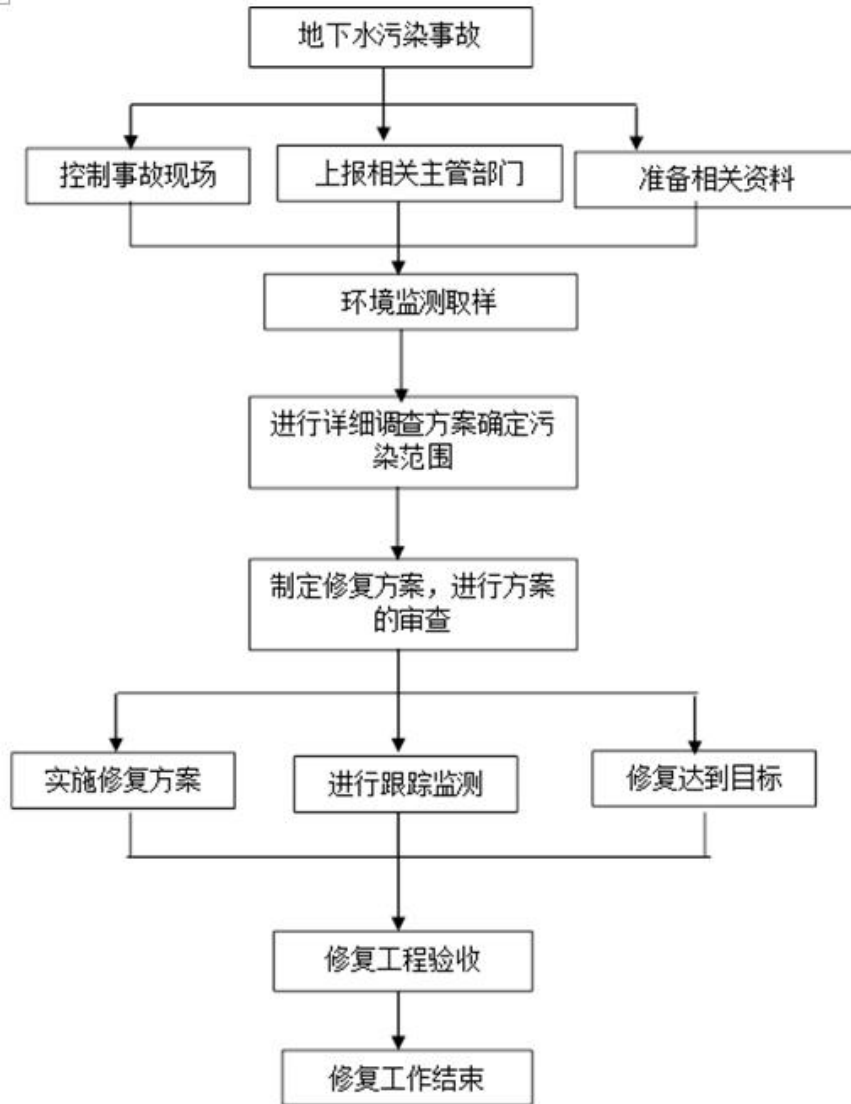 地下水污染事故
控制事故现场
上报相关主管部门
准备相关资料
环境监测取样
进行详细调查方案确定污
染范围
制定修复方案，进行方案
的审查
实施修复方案
进行跟踪监测
修复达到目标
修复工程验收
修复工作结束